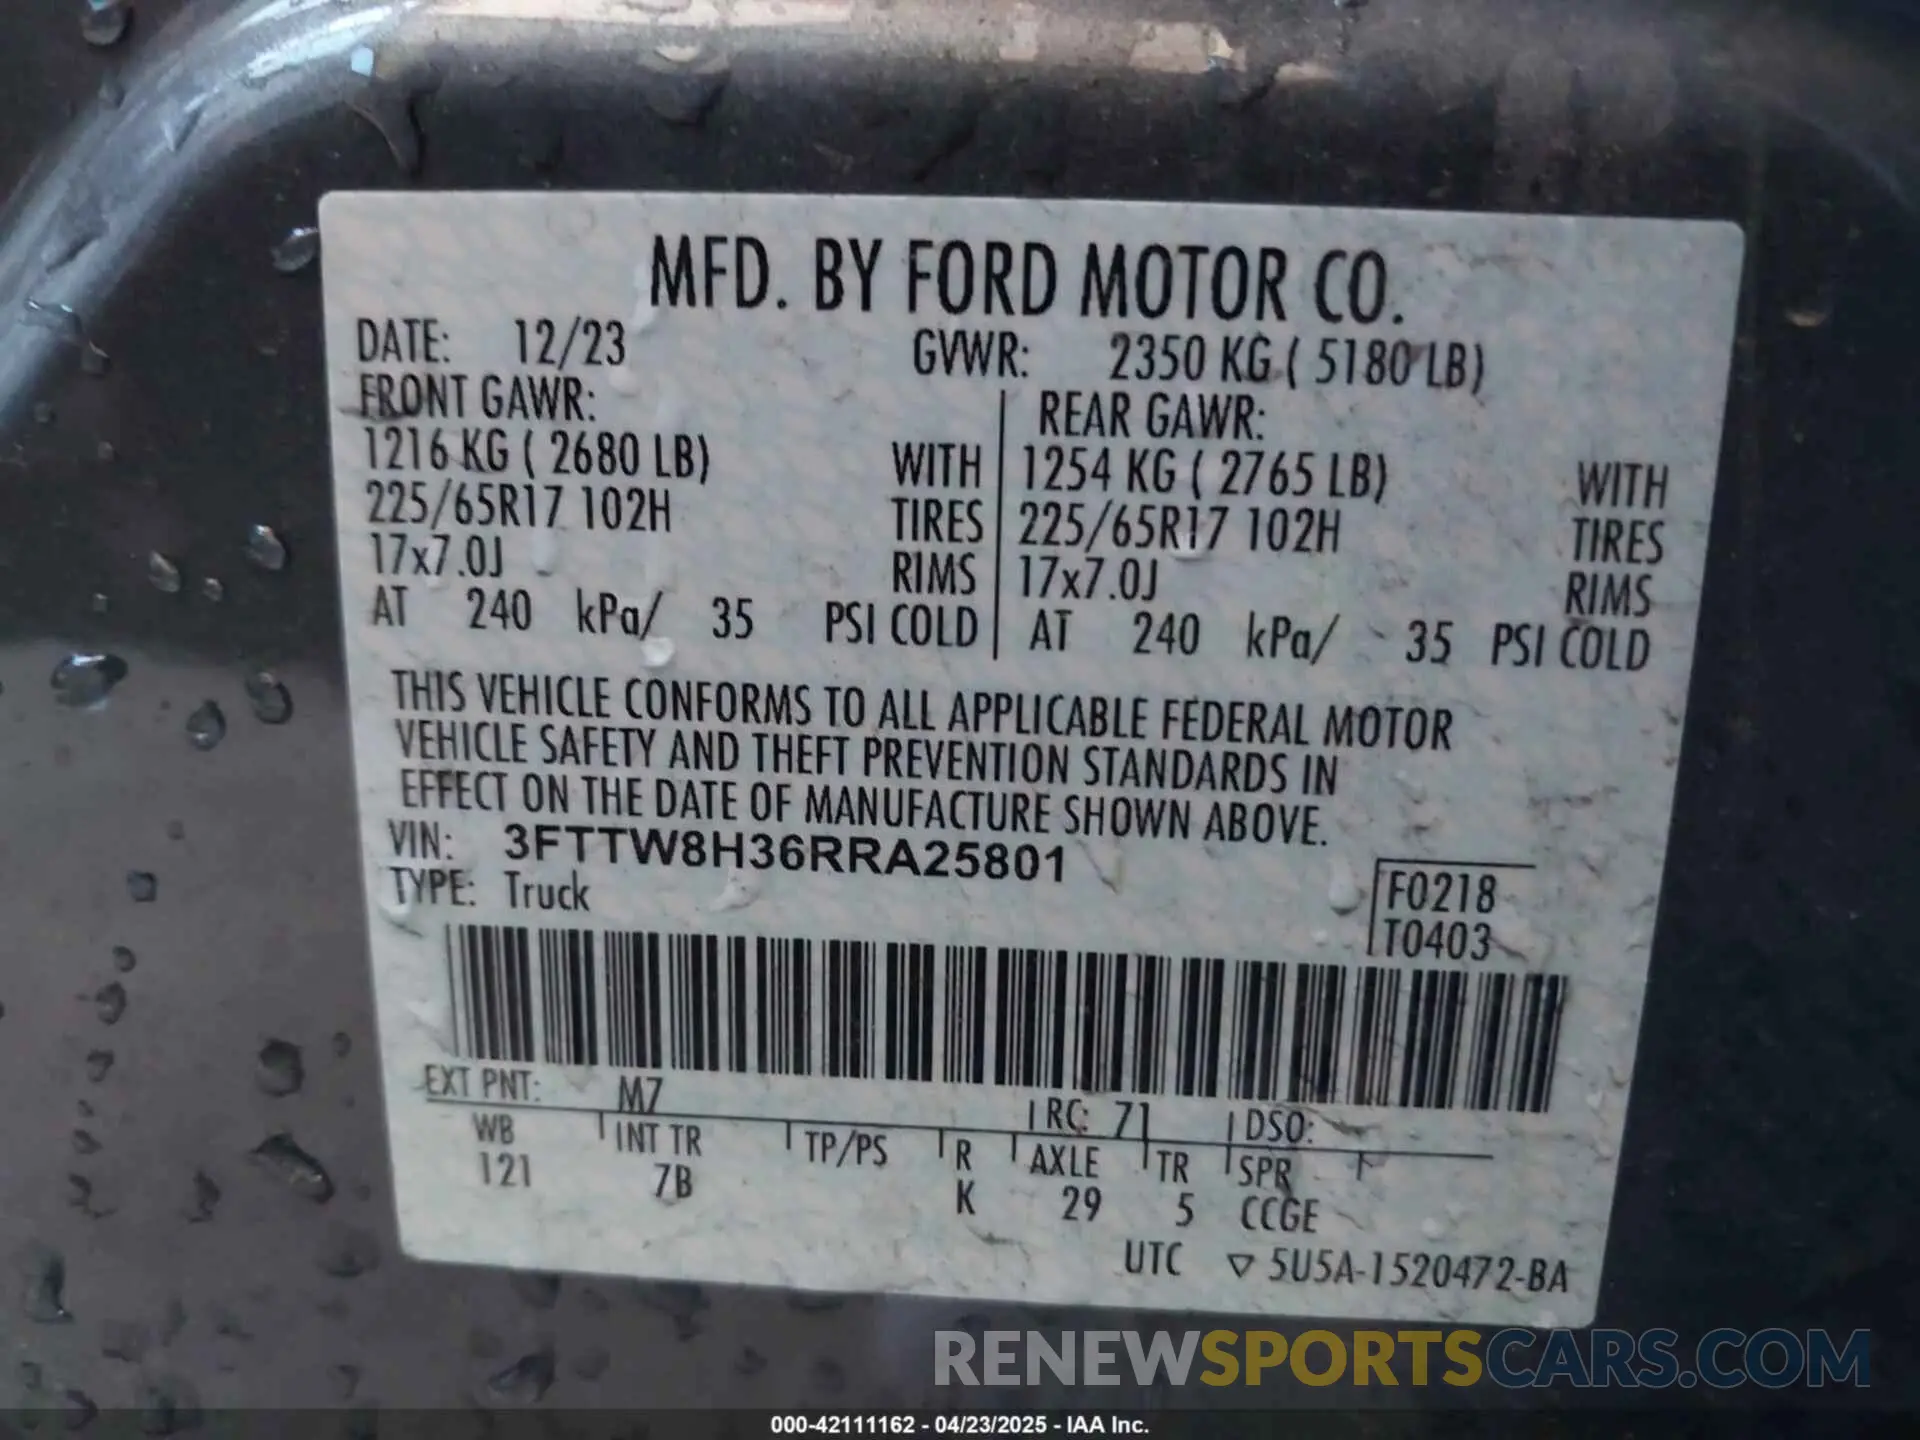 MFD. BY FORD MOTOR CO.
DATE: 12/23 GVWR: 2350 KG ( 5180 LB)
FRONT GAWR: REAR GAWR:
1216 KG ( 2680 LB) WITH 1254 KG ( 2765 LB) WITH
225/65R17 102H TIRES 225/65R17 102H TIRES
17x7.0J RIMS 17x7.0J RIMS
AT 240 kPa/ 35 PSI COLD AT 240 kPa/ 35 PSI COLD
THIS VEHICLE CONFORMS TO ALL APPLICABLE FEDERAL MOTOR
VEHICLE SAFETY AND THEFT PREVENTION STANDARDS IN
EFFECT ON THE DATE OF MANUFACTURE SHOWN ABOVE.
VIN: 3FTTW8H36RRA25801
TYPE: Truck
F0218
T0403
EXT PNT: M7 RC: 71 DSO:
WB INT TR TP/PS R AXLE TR SPR
121 7B K 29 5 CCGE
UTC ▽ 5U5A-1520472-BA
RENEWSPORTSCARS.COM
000-42111162 - 04/23/2025 - IAA Inc.